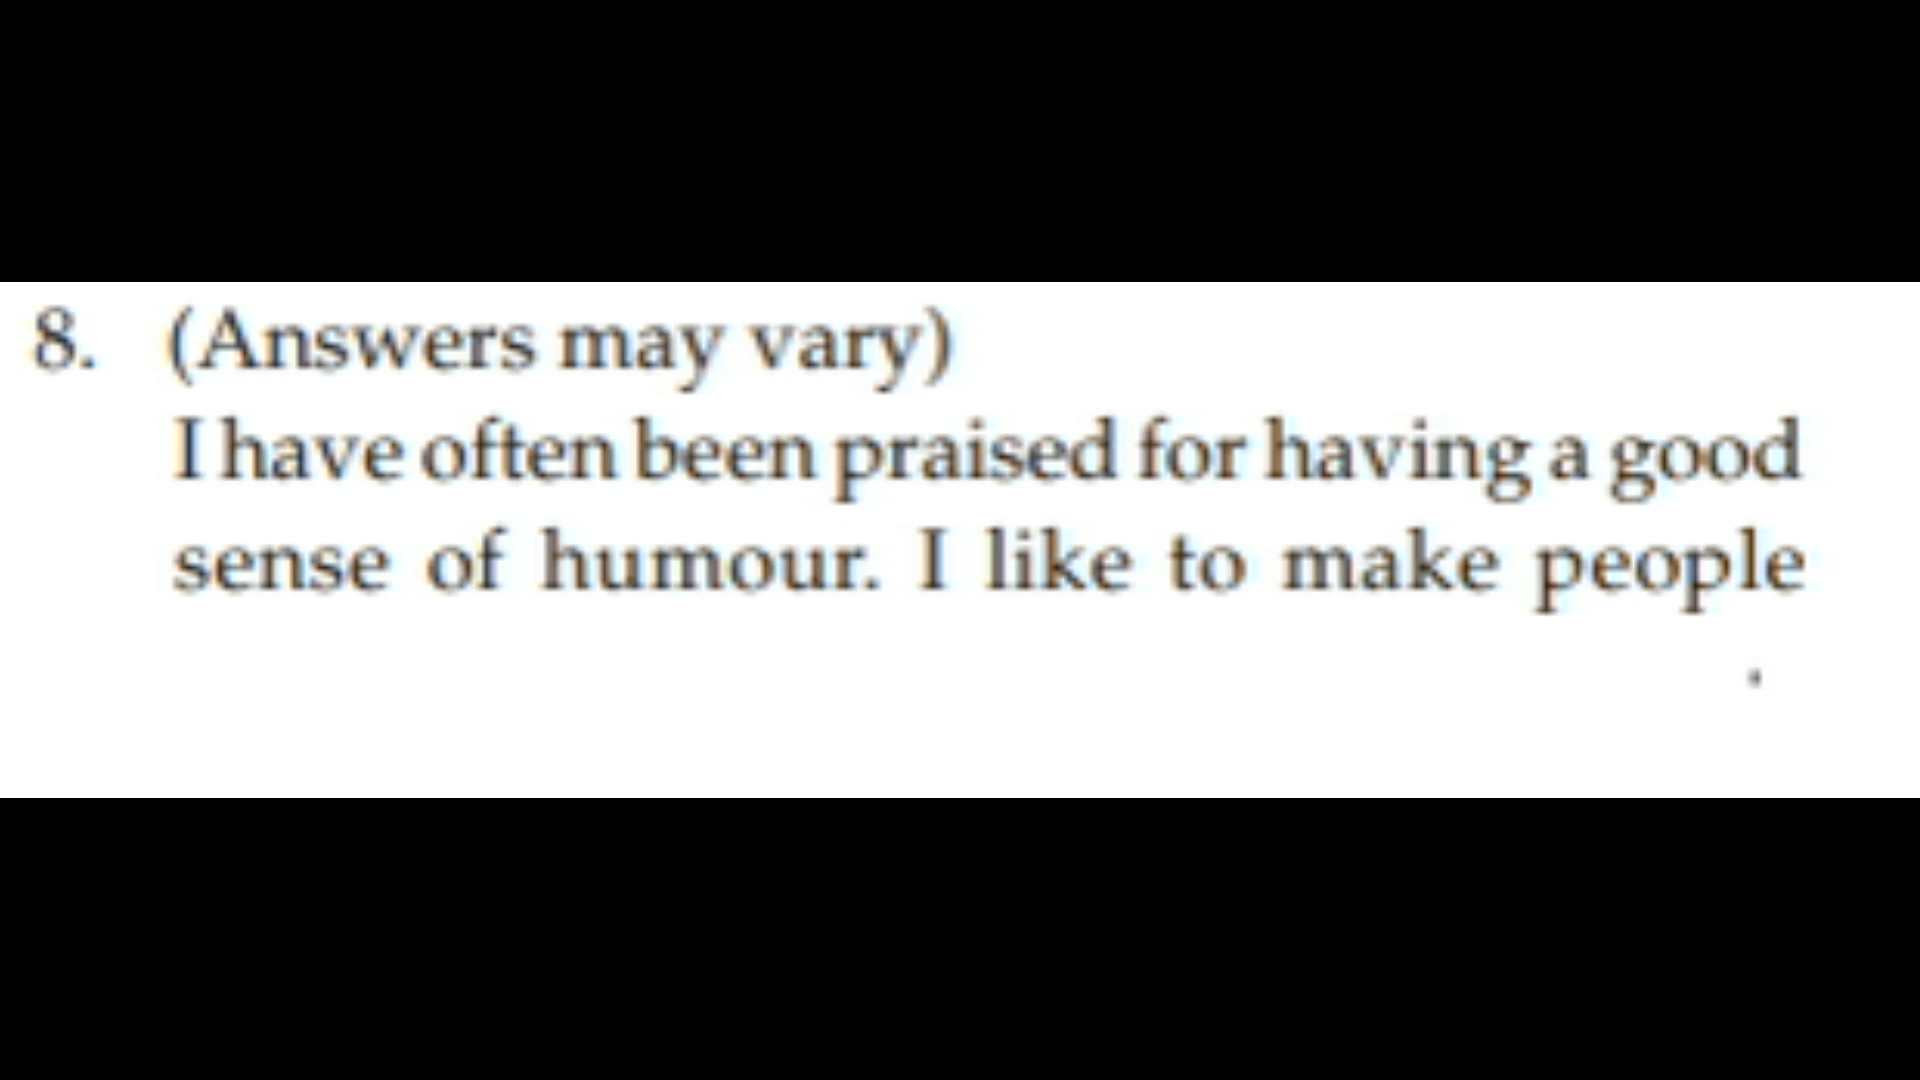 8. (Answers may vary)
I have often been praised for having a good
sense of humour. I like to make people